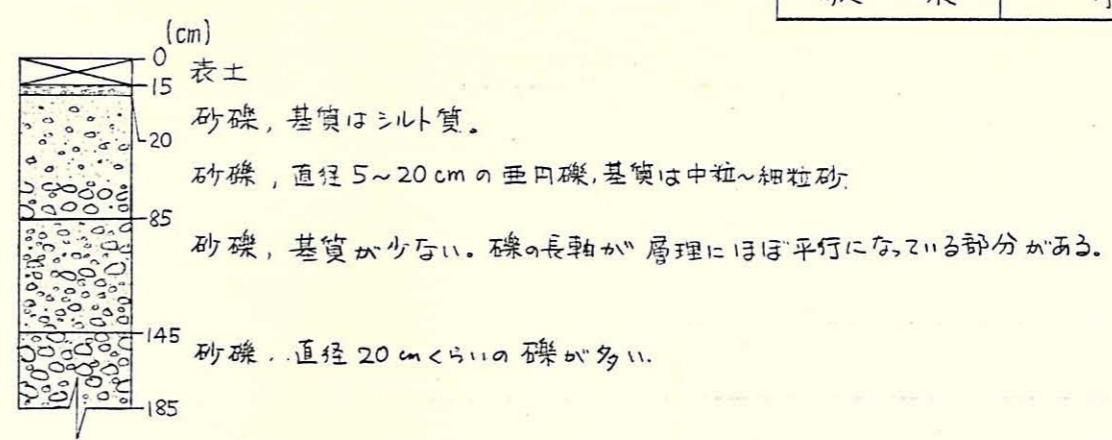 (cm)
0
表土
15
砂礫, 基質はシルト質。
20
砂礫, 直径 5~20 cm の 亜円礫, 基質は中粒~細粒砂.
85
砂礫, 基質が少ない。礫の長軸が 層理にほぼ平行になっている部分がある。
145
砂礫. 直径 20 cm くらいの 礫が多い.
185